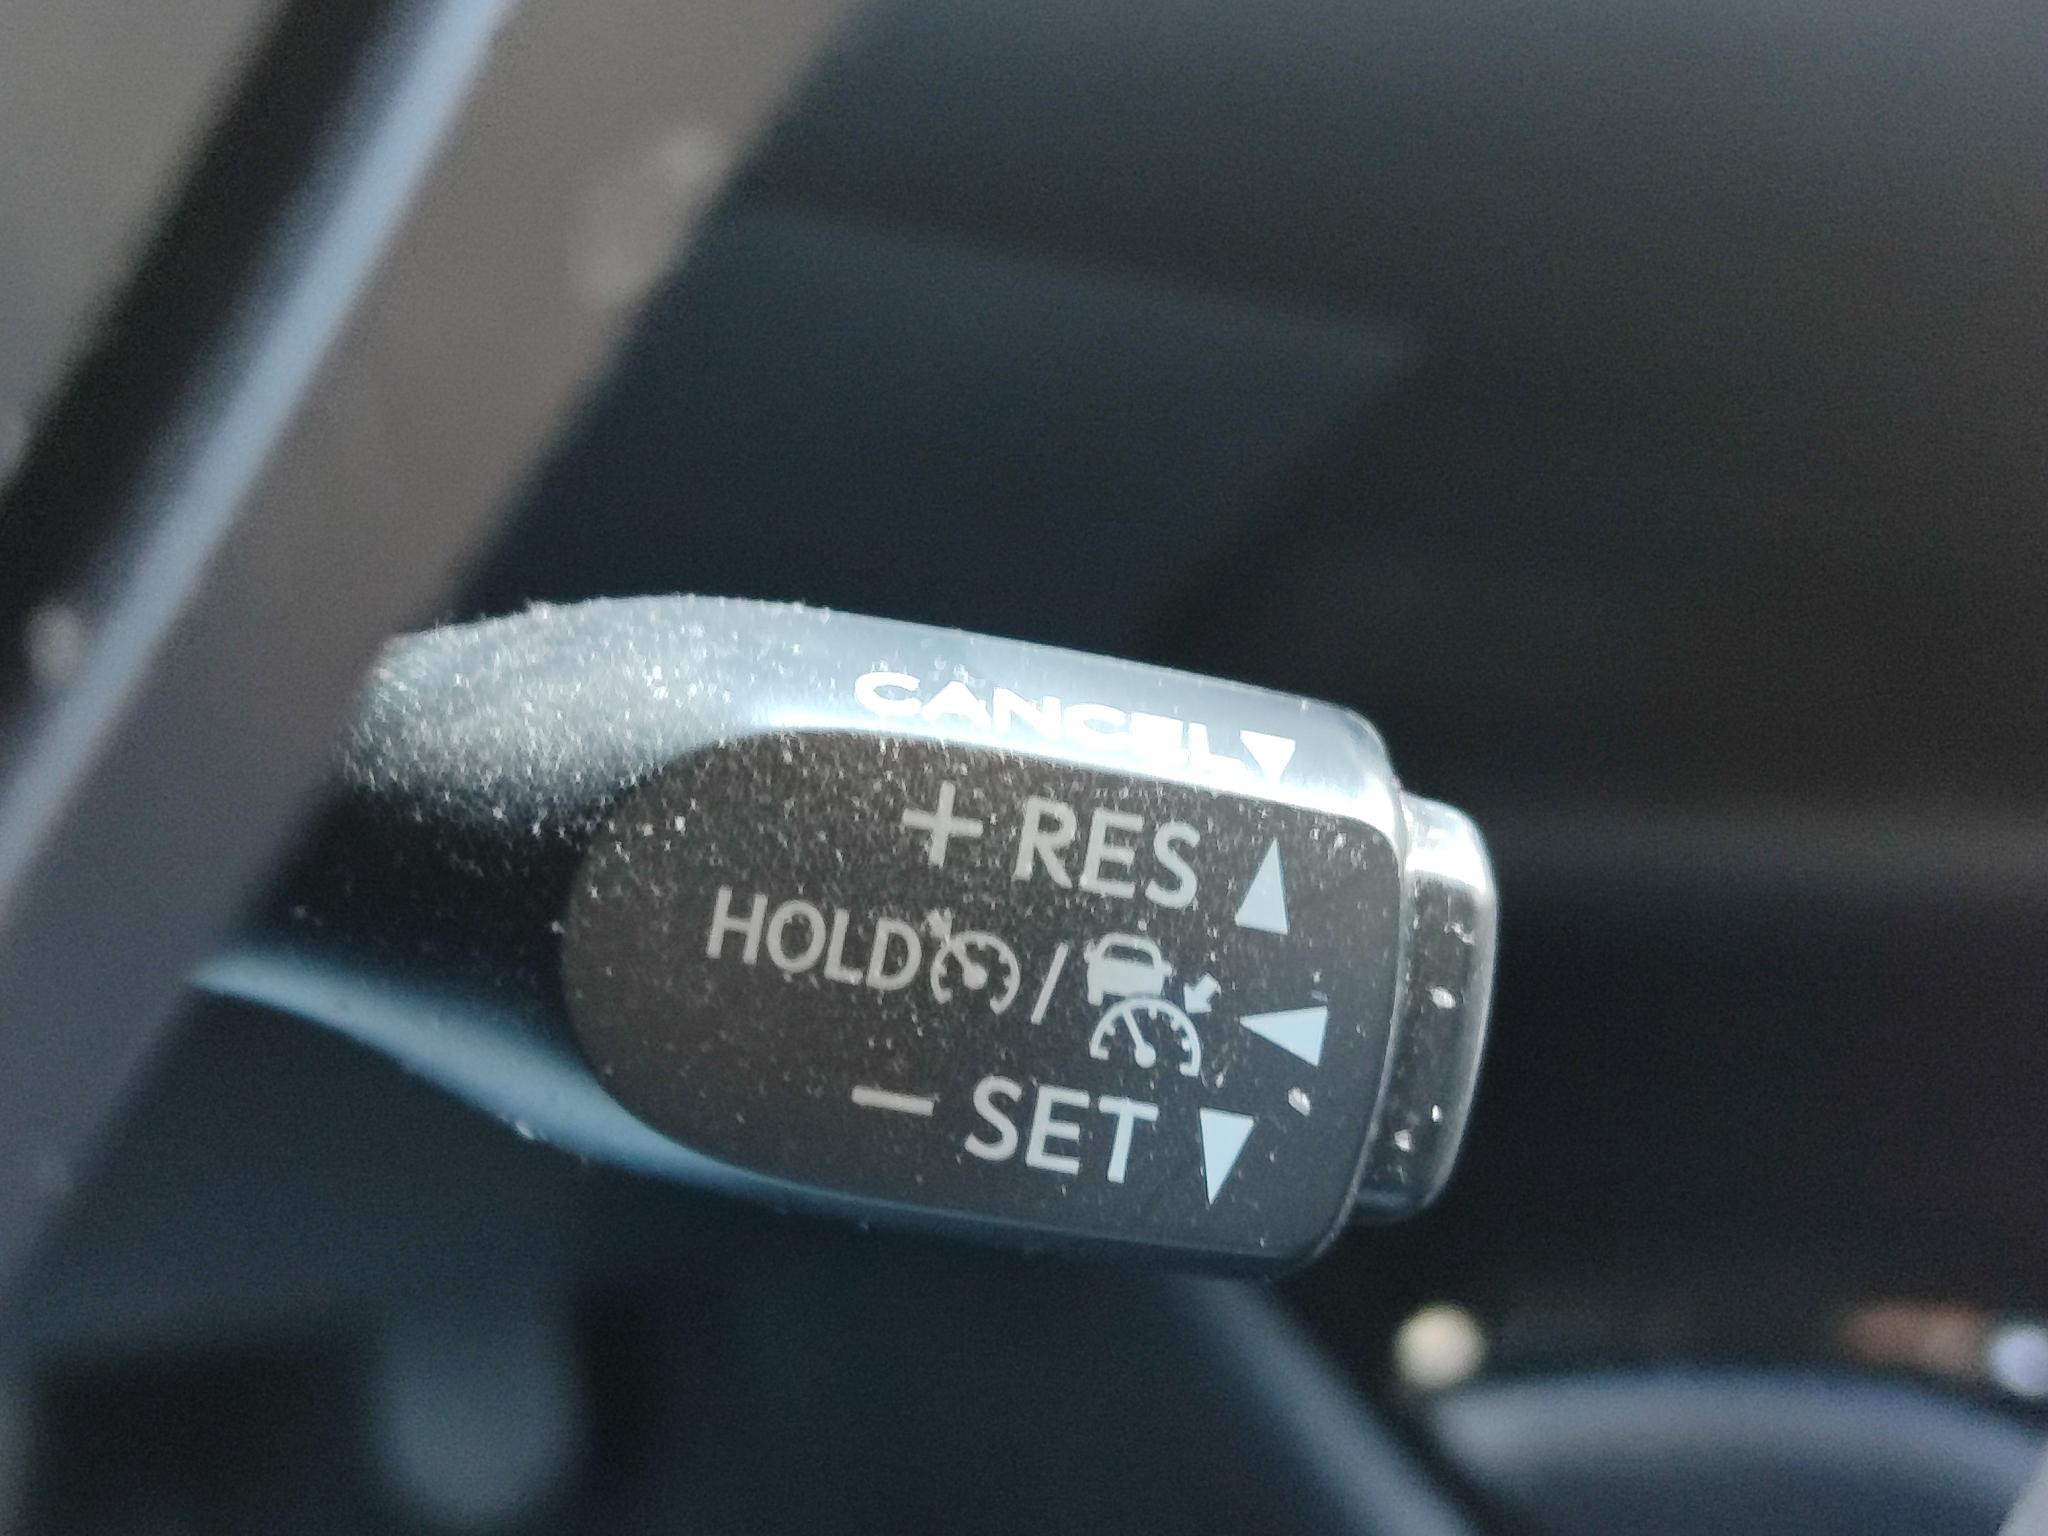 CANCEL
+ RES
HOLD /
− SET